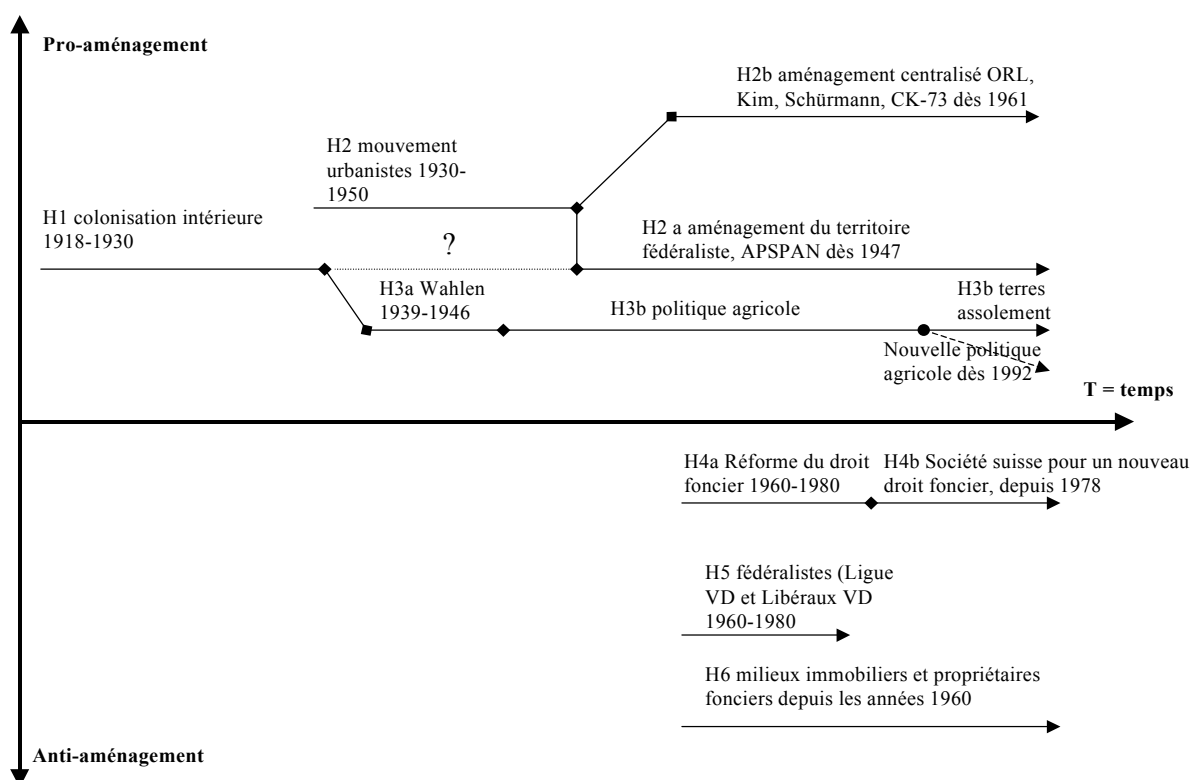 Pro-aménagement
H2b aménagement centralisé ORL,
Kim, Schürmann, CK-73 dès 1961
H2 mouvement
urbanistes 1930-
1950
H1 colonisation intérieure
1918-1930
?
H2 a aménagement du territoire
fédéraliste, APSPAN dès 1947
H3a Wahlen
1939-1946
H3b politique agricole
H3b terres
assolement
Nouvelle politique
agricole dès 1992
T = temps
H4a Réforme du droit
foncier 1960-1980
H4b Société suisse pour un nouveau
droit foncier, depuis 1978
H5 fédéralistes (Ligue
VD et Libéraux VD
1960-1980
H6 milieux immobiliers et propriétaires
fonciers depuis les années 1960
Anti-aménagement